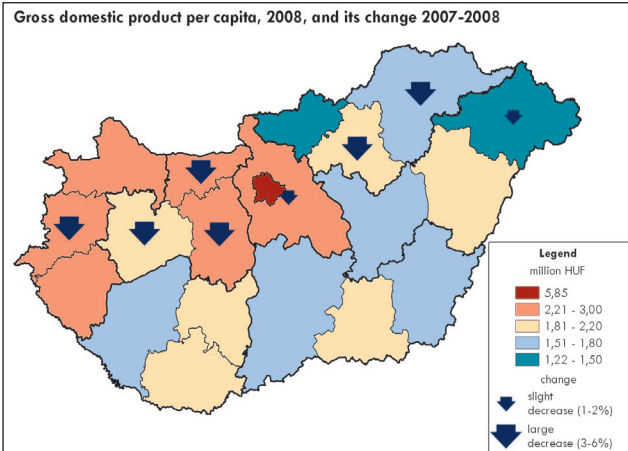 Gross domestic product per capita, 2008, and its change 2007-2008
Legend
million HUF
5,85
2,21 - 3,00
1,81 - 2,20
1,51 - 1,80
1,22 - 1,50
change
slight
decrease (1-2%)
large
decrease (3-6%)